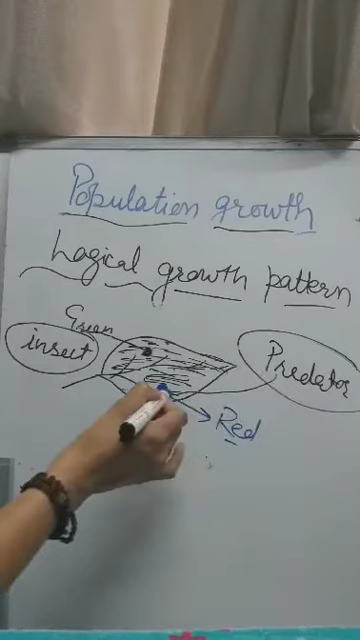 Population growth
Logical growth pattern
Green
insect
Predator
Red